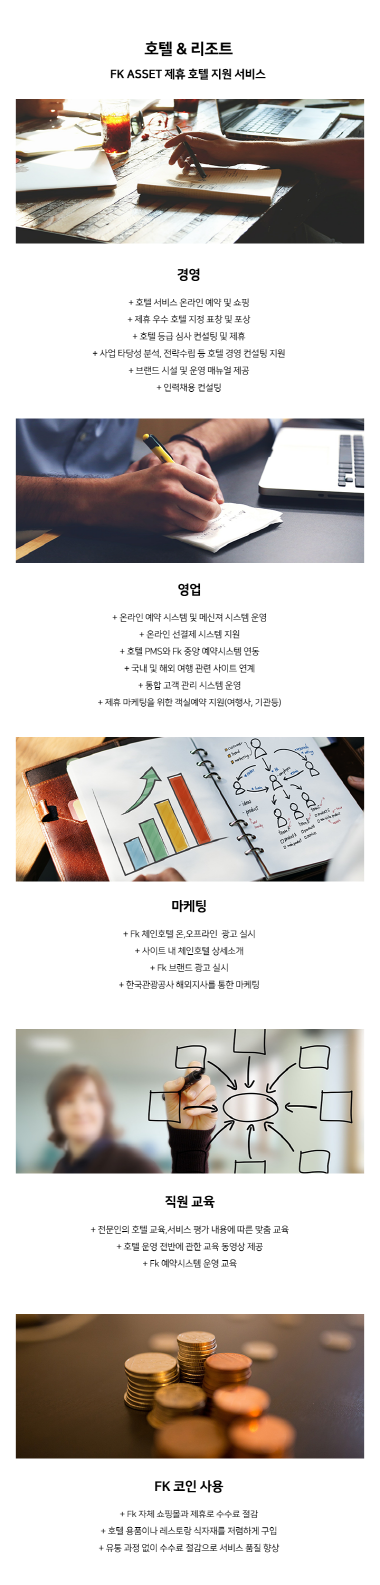 호텔 & 리조트
FK ASSET 제휴 호텔 지원 서비스
경영
+ 호텔 서비스 온라인 예약 및 쇼핑
+ 제휴 우수 호텔 지정 표창 및 포상
+ 호텔 등급 심사 컨설팅 및 제휴
+ 사업 타당성 분석, 전략수립 등 호텔 경영 컨설팅 지원
+ 브랜드 시설 및 운영 매뉴얼 제공
+ 인력채용 컨설팅
영업
+ 온라인 예약 시스템 및 메신져 시스템 운영
+ 온라인 선결제 시스템 지원
+ 호텔 PMS와 Fk 중앙 예약시스템 연동
+ 국내 및 해외 여행 관련 사이트 연계
+ 통합 고객 관리 시스템 운영
+ 제휴 마케팅을 위한 객실예약 지원(여행사, 기관등)
마케팅
+ Fk 체인호텔 온,오프라인 광고 실시
+ 사이트 내 체인호텔 상세소개
+ Fk 브랜드 광고 실시
+ 한국관광공사 해외지사를 통한 마케팅
직원 교육
+ 전문인의 호텔 교육,서비스 평가 내용에 따른 맞춤 교육
+ 호텔 운영 전반에 관한 교육 동영상 제공
+ Fk 예약시스템 운영 교육
FK 코인 사용
+ Fk 자체 쇼핑몰과 제휴로 수수료 절감
+ 호텔 용품이나 레스토랑 식자재를 저렴하게 구입
+ 유통 과정 없이 수수료 절감으로 서비스 품질 향상